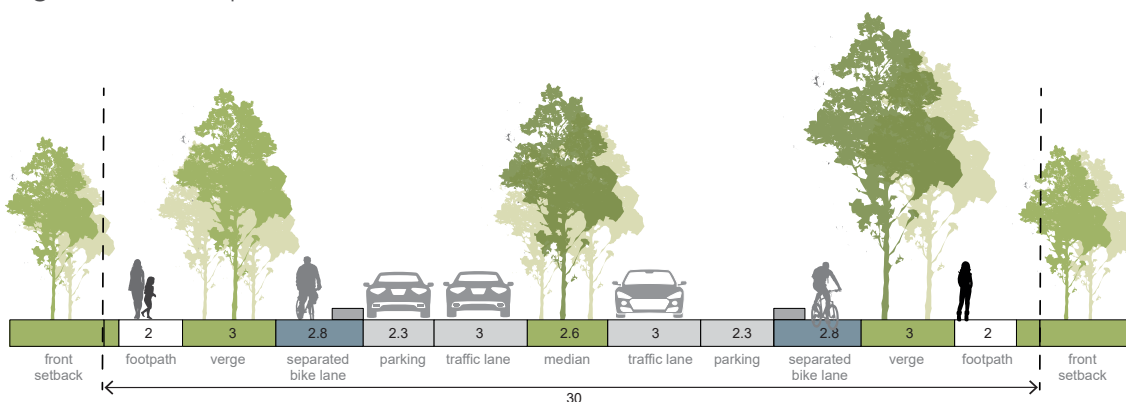 2 3 2.8 2.3 3 2.6 3 2.3 2.8 3 2
front setback
footpath
verge
separated bike lane
parking
traffic lane
median
traffic lane
parking
separated bike lane
verge
footpath
front setback
30